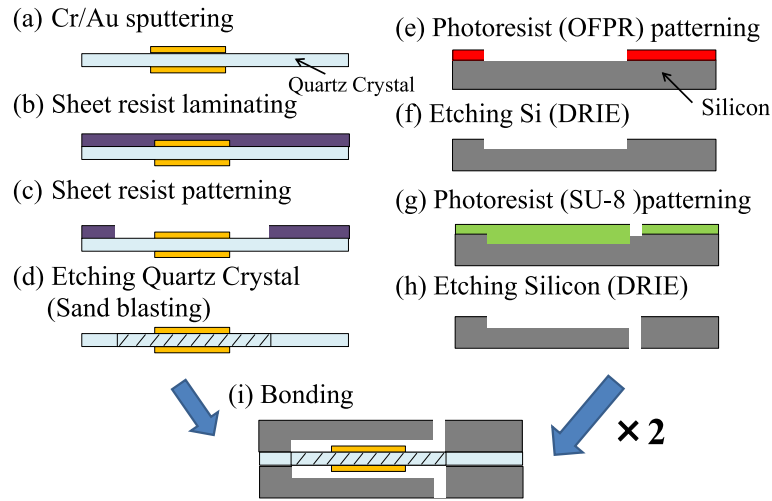 (a) Cr/Au sputtering
Quartz Crystal
(b) Sheet resist laminating
(c) Sheet resist patterning
(d) Etching Quartz Crystal
(Sand blasting)
(e) Photoresist (OFPR) patterning
Silicon
(f) Etching Si (DRIE)
(g) Photoresist (SU-8 )patterning
(h) Etching Silicon (DRIE)
(i) Bonding
×2